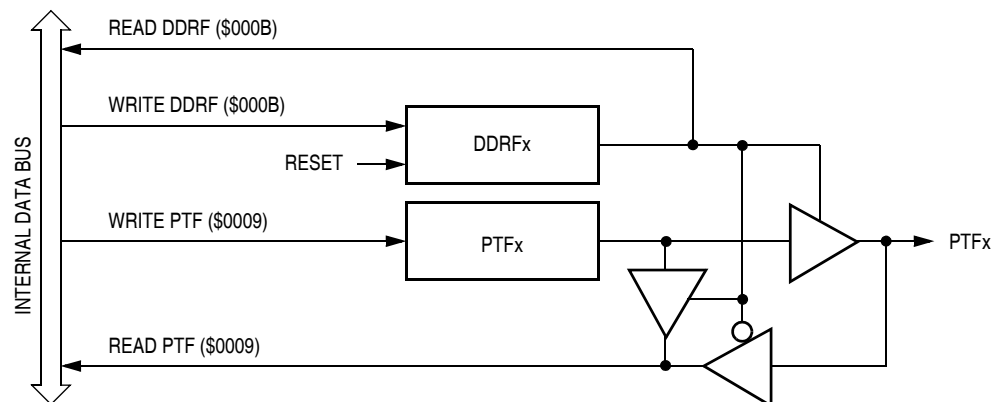 READ DDRF ($000B)
WRITE DDRF ($000B)
DDRFx
RESET
INTERNAL DATA BUS
WRITE PTF ($0009)
PTFx
PTFx
READ PTF ($0009)